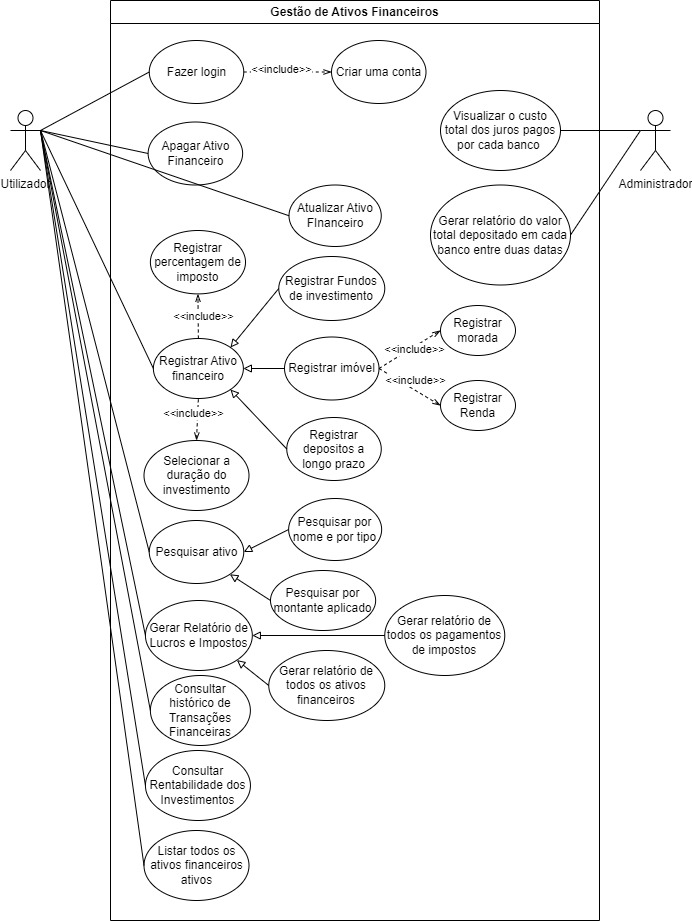 Gestão de Ativos Financeiros
Fazer login
<<include>>
Criar uma conta
Utilizador
Administrador
Visualizar o custo
total dos juros pagos
por cada banco
Apagar Ativo
Financeiro
Atualizar Ativo
FInanceiro
Gerar relatório do valor
total depositado em cada
banco entre duas datas
Registrar
percentagem de
imposto
Registrar Fundos
de investimento
<<include>>
Registrar
morada
<<include>>
Registrar Ativo
financeiro
Registrar imóvel
<<include>>
Registrar
Renda
<<include>>
Registrar
depositos a
longo prazo
Selecionar a
duração do
investimento
Pesquisar por
nome e por tipo
Pesquisar ativo
Pesquisar por
montante aplicado
Gerar Relatório de
Lucros e Impostos
Gerar relatório de
todos os pagamentos
de impostos
Gerar relatório de
todos os ativos
financeiros
Consultar
histórico de
Transações
Financeiras
Consultar
Rentabilidade dos
Investimentos
Listar todos os
ativos financeiros
ativos